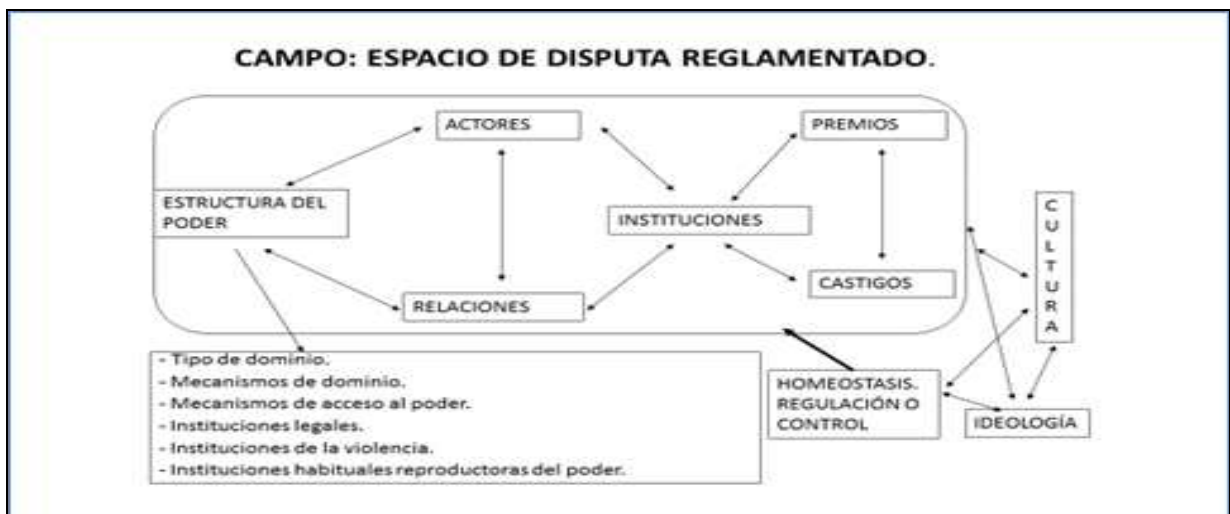 CAMPO: ESPACIO DE DISPUTA REGLAMENTADO.
ACTORES
PREMIOS
ESTRUCTURA DEL
PODER
INSTITUCIONES
CULTURA
RELACIONES
CASTIGOS
- Tipo de dominio.
- Mecanismos de dominio.
- Mecanismos de acceso al poder.
- Instituciones legales.
- Instituciones de la violencia.
- Instituciones habituales reproductoras del poder.
HOMEOSTASIS.
REGULACIÓN O
CONTROL
IDEOLOGÍA